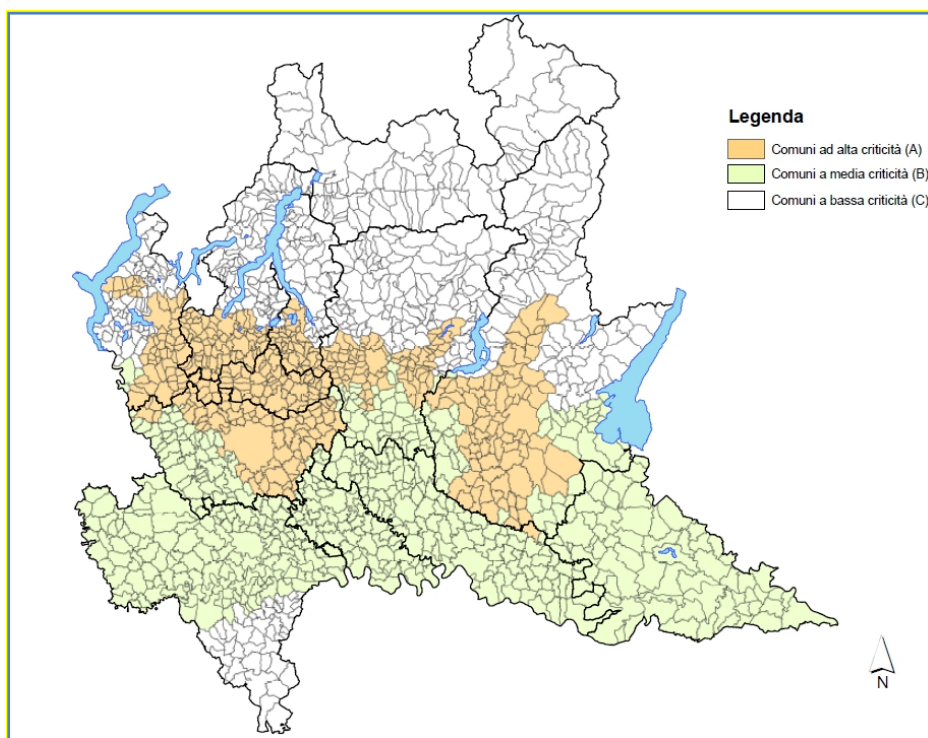 Legenda
Comuni ad alta criticità (A)
Comuni a media criticità (B)
Comuni a bassa criticità (C)
N